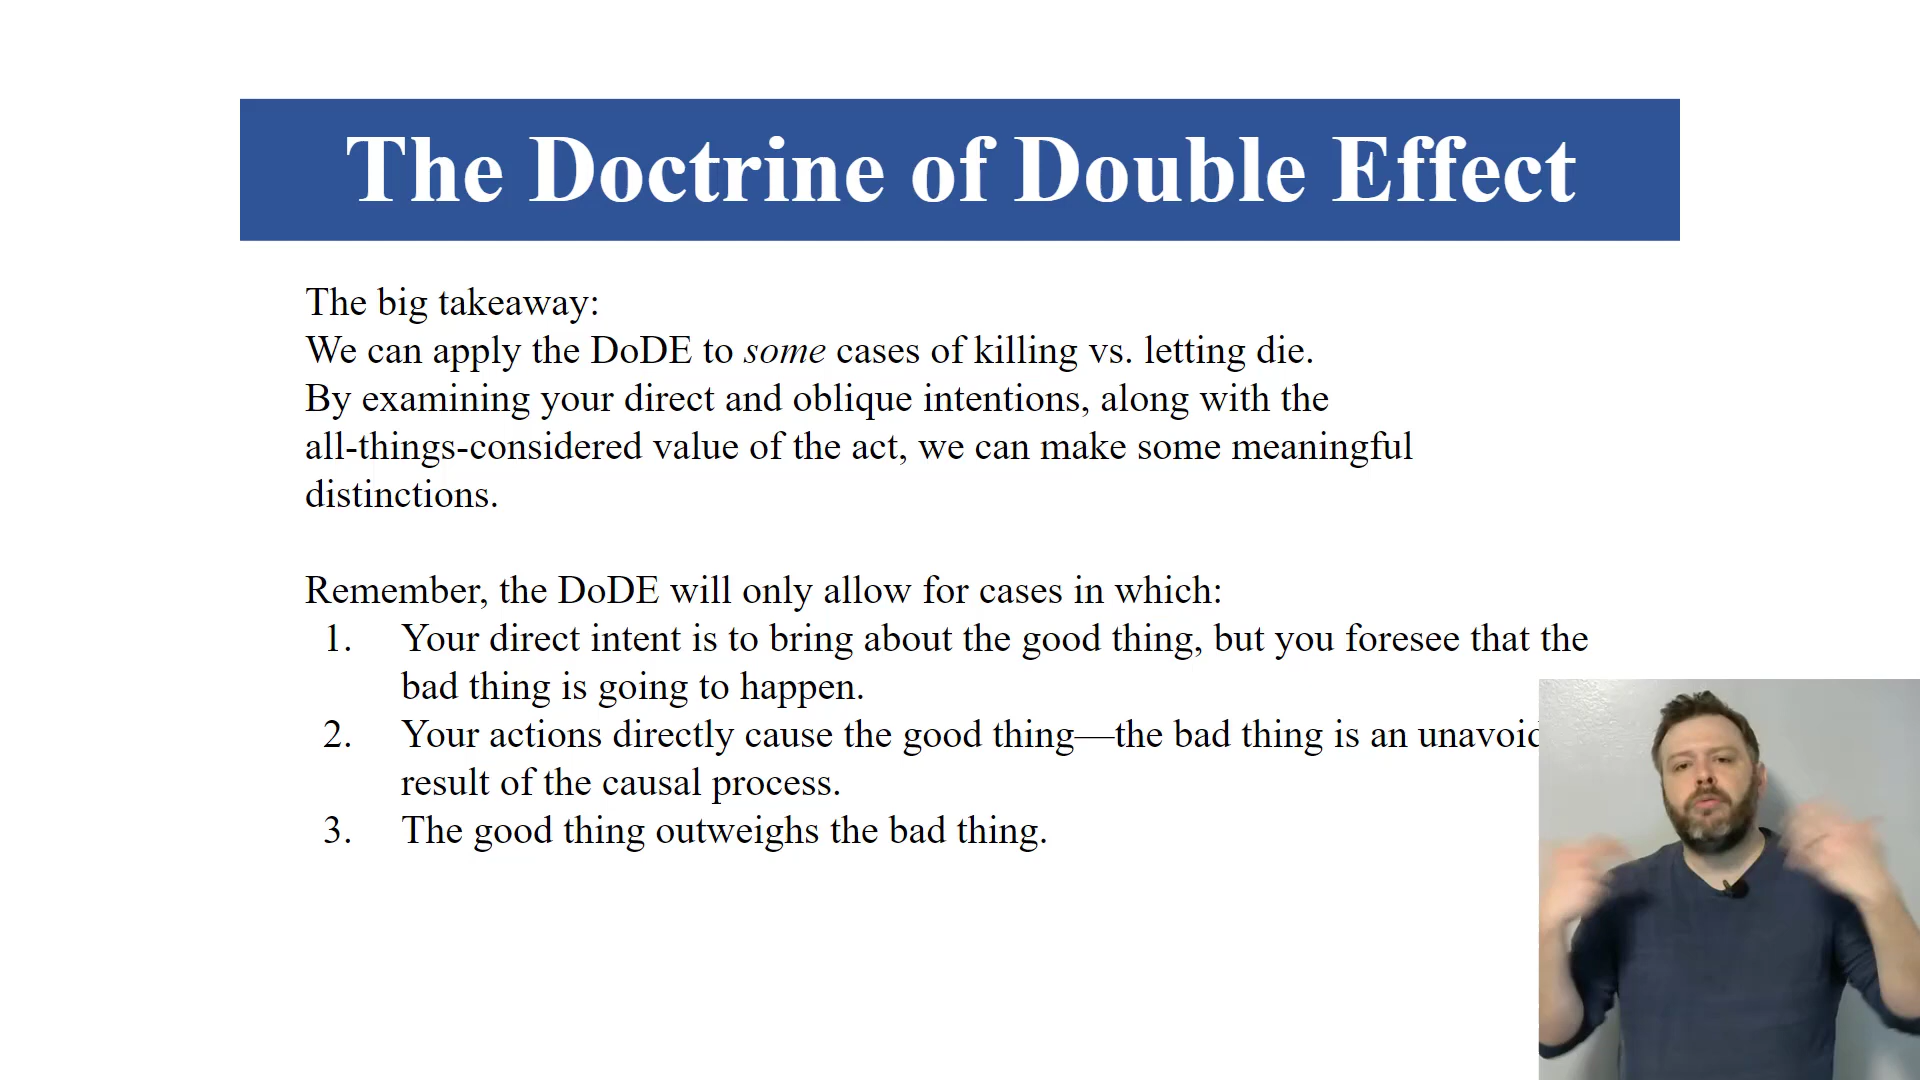 The Doctrine of Double Effect
The big takeaway:
We can apply the DoDE to some cases of killing vs. letting die.
By examining your direct and oblique intentions, along with the
all-things-considered value of the act, we can make some meaningful
distinctions.
Remember, the DoDE will only allow for cases in which:
1. Your direct intent is to bring about the good thing, but you foresee that the
bad thing is going to happen.
2. Your actions directly cause the good thing—the bad thing is an
result of the causal process.
3. The good thing outweighs the bad thing.